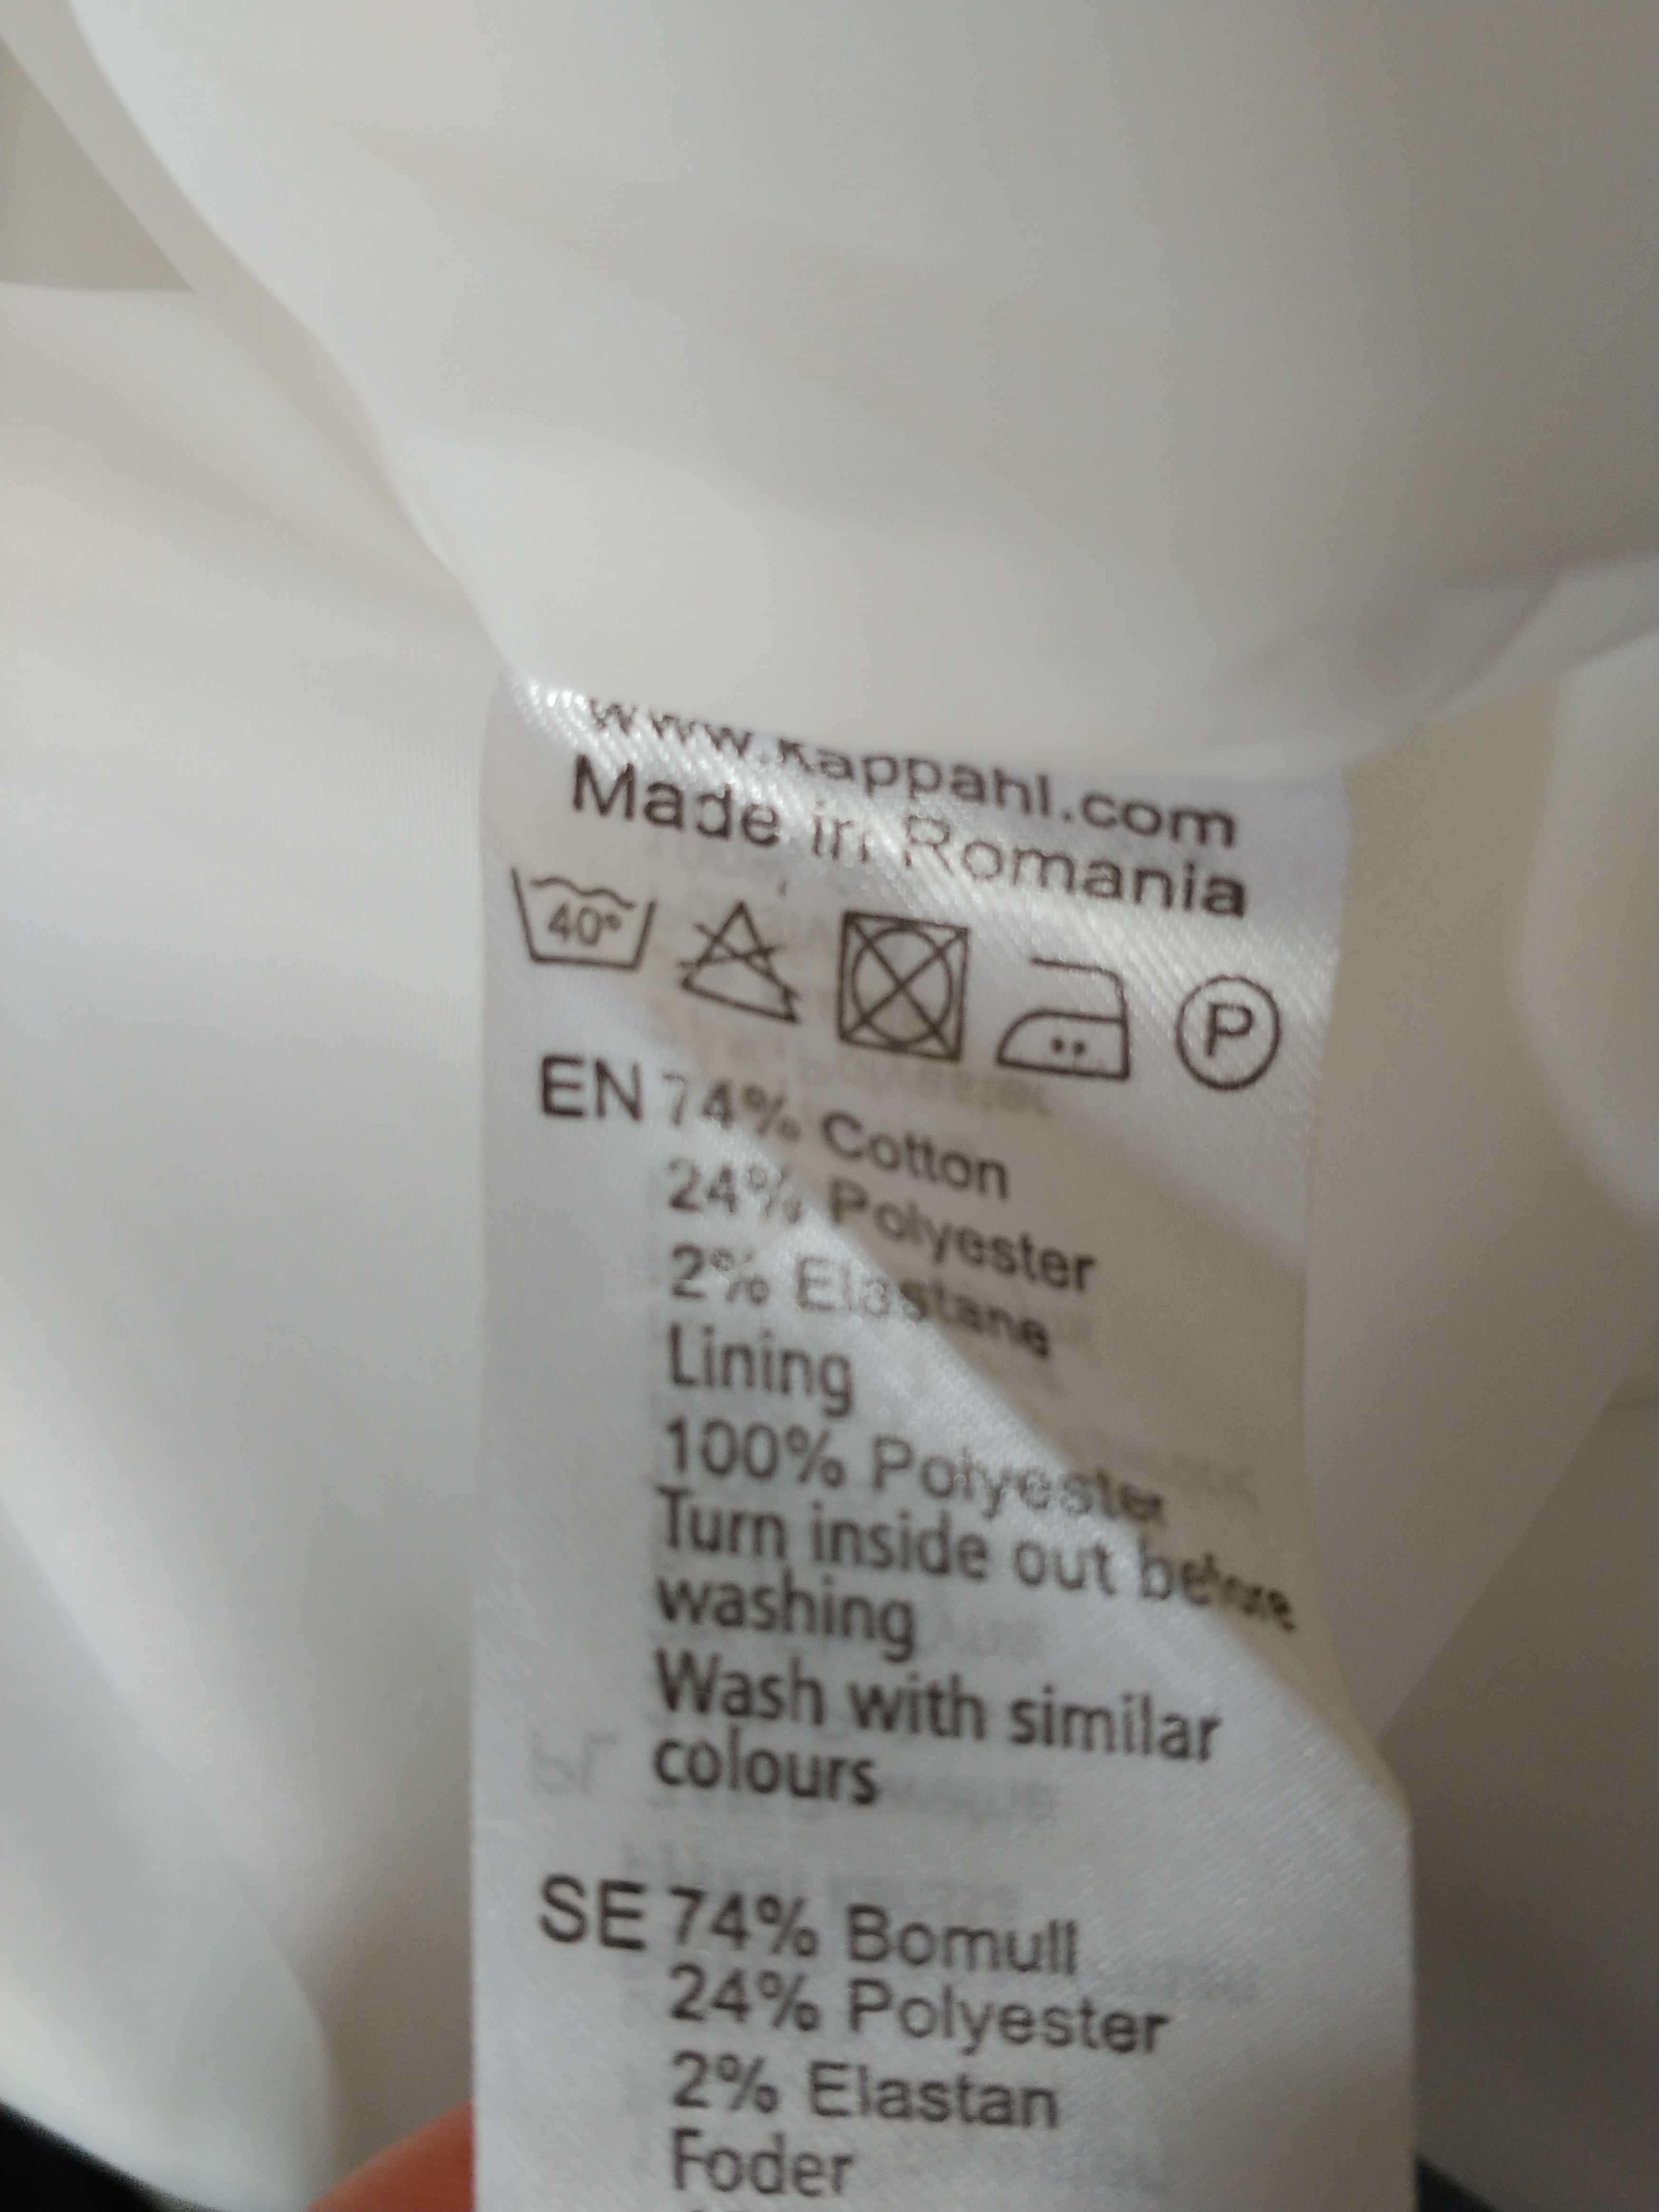 www.kappahl.com
Made in Romania
40°
P
EN 74% Cotton
24% Polyester
2% Elastane
Lining
100% Polyester
Turn inside out before
washing
Wash with similar
colours
SE 74% Bomull
24% Polyester
2% Elastan
Foder